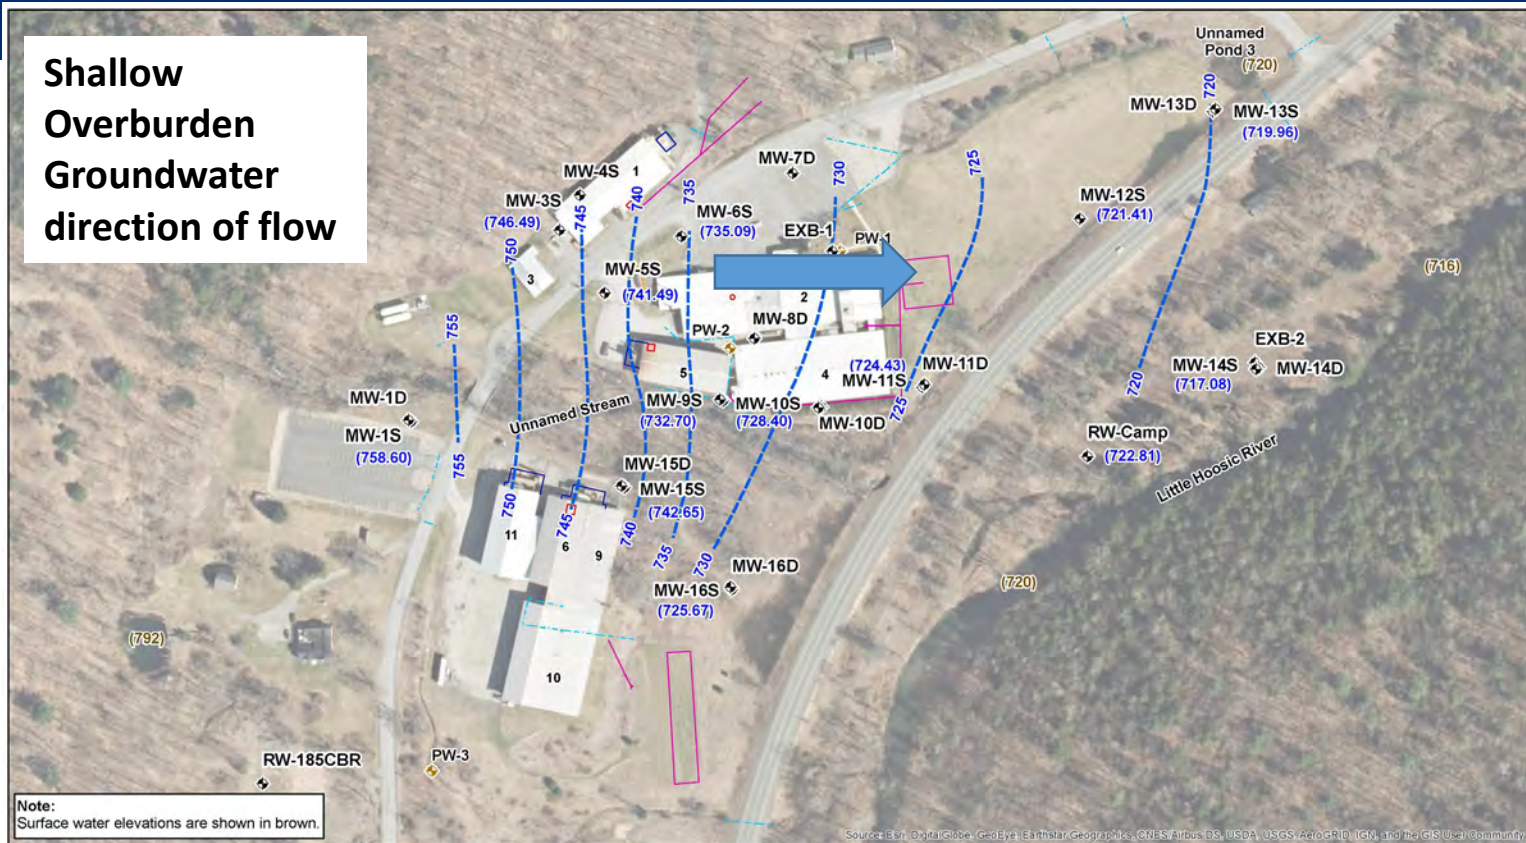 Shallow
Overburden
Groundwater
direction of flow
Unnamed
Pond 3
(720)
720
MW-13D
MW-13S
(719.96)
MW-7D
MW-4S
1
730
725
740
735
745
MW-3S
(746.49)
MW-12S
(721.41)
MW-6S
(735.09)
EXB-1
PW-1
750
(716)
MW-5S
(741.49)
3
2
MW-8D
PW-2
755
EXB-2
MW-14S
(717.08)
MW-14D
(724.43)
MW-11S
MW-11D
5
4
720
MW-1D
Unnamed Stream
MW-9S
(732.70)
MW-10S
(728.40)
MW-10D
725
MW-1S
(758.60)
RW-Camp
(722.81)
Little Hoosic River
755
MW-15D
MW-15S
(742.65)
750
745
740
11
6
9
735
730
MW-16D
MW-16S
(725.67)
(720)
(792)
10
RW-185CBR
PW-3
Note:
Surface water elevations are shown in brown.
Source: Esri, DigitalGlobe, GeoEye, Earthstar Geographics, CNES/Airbus DS, USDA, USGS, AeroGRID, IGN, and the GIS User Community